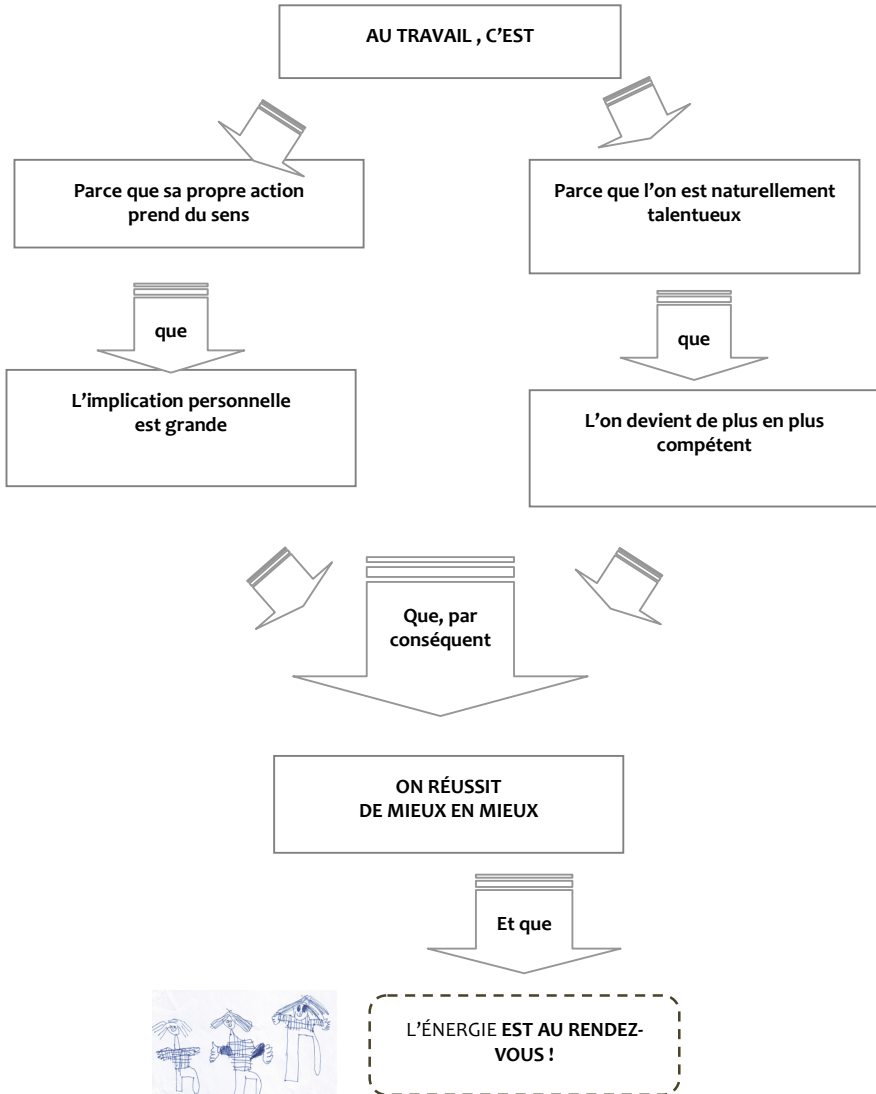 AU TRAVAIL , C’EST
Parce que sa propre action
prend du sens
Parce que l’on est naturellement
talentueux
que
que
L’implication personnelle
est grande
L’on devient de plus en plus
compétent
Que, par
conséquent
ON RÉUSSIT
DE MIEUX EN MIEUX
Et que
L’ÉNERGIE EST AU RENDEZ-
VOUS !